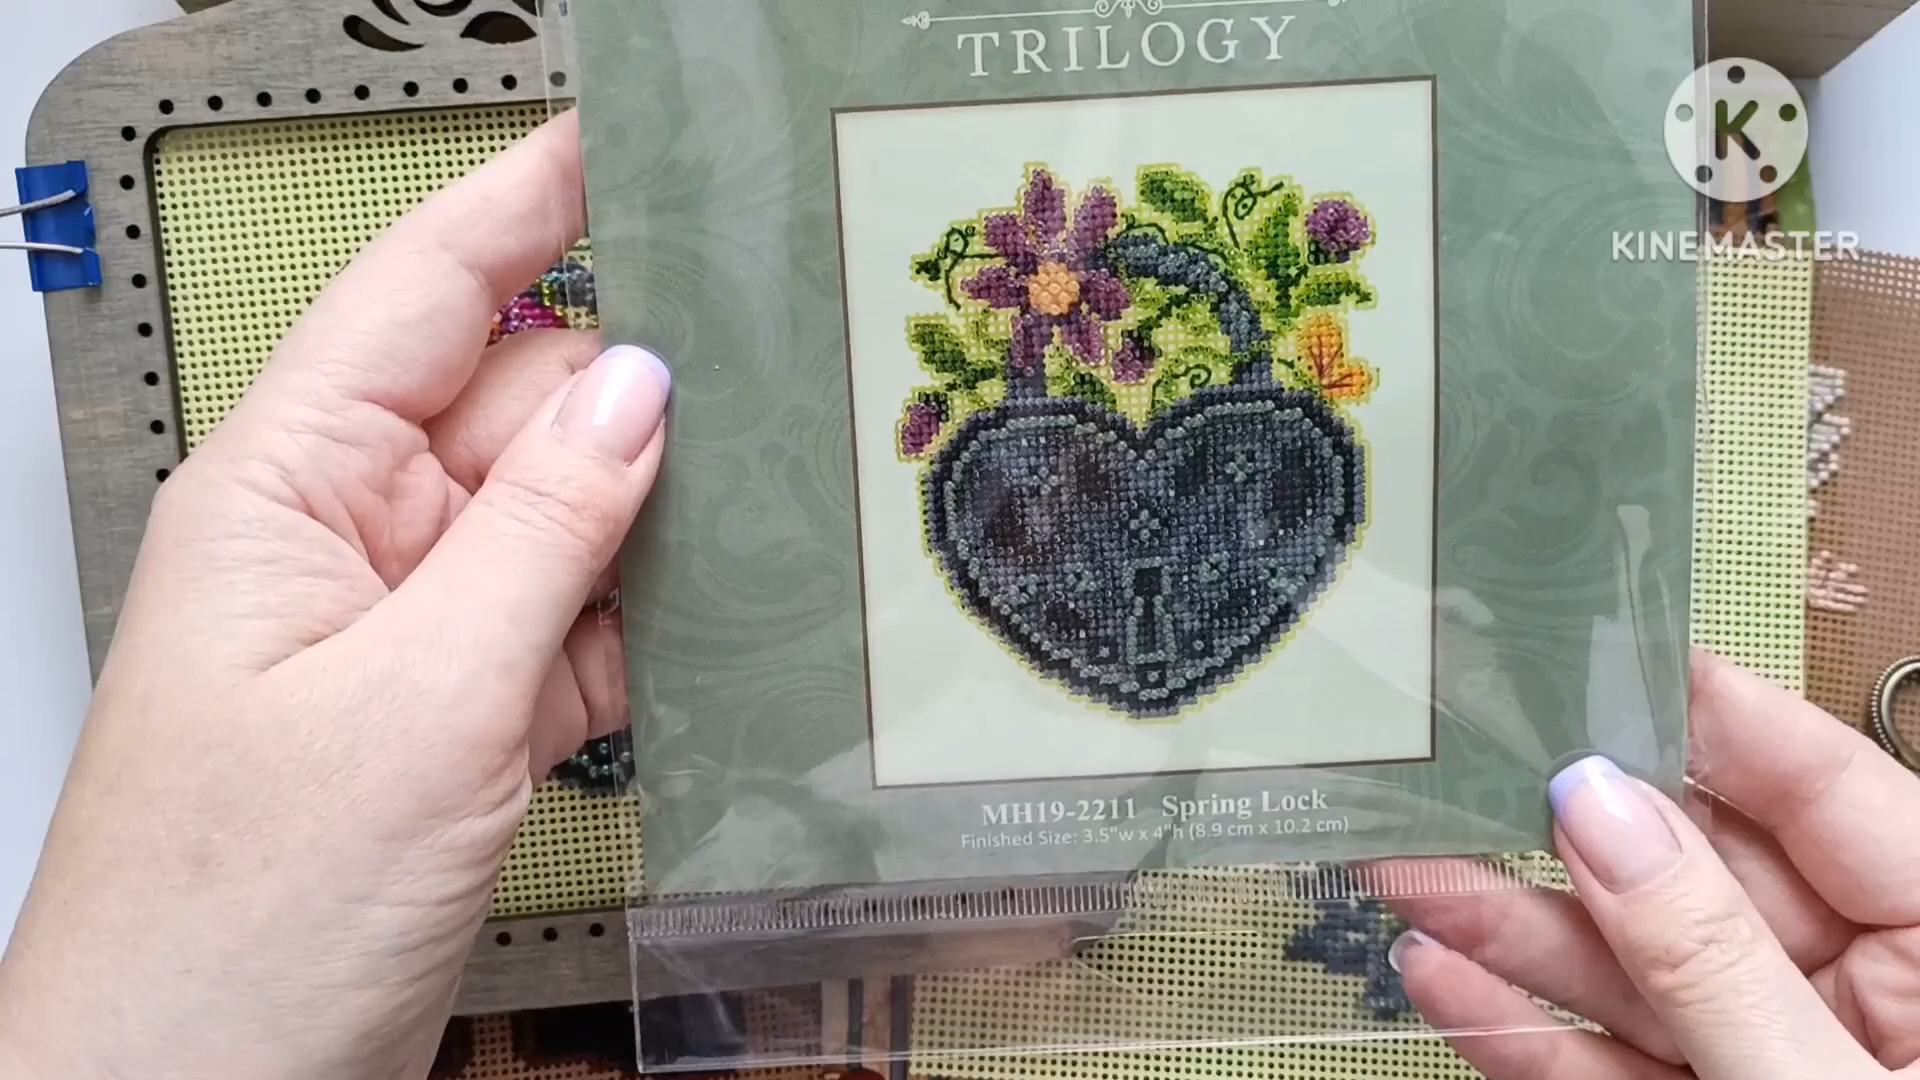 TRILOGY
K
KINEMASTER
MH19-2211 Spring Lock
Finished Size: 3.5"w x 4"h (8.9 cm x 10.2 cm)